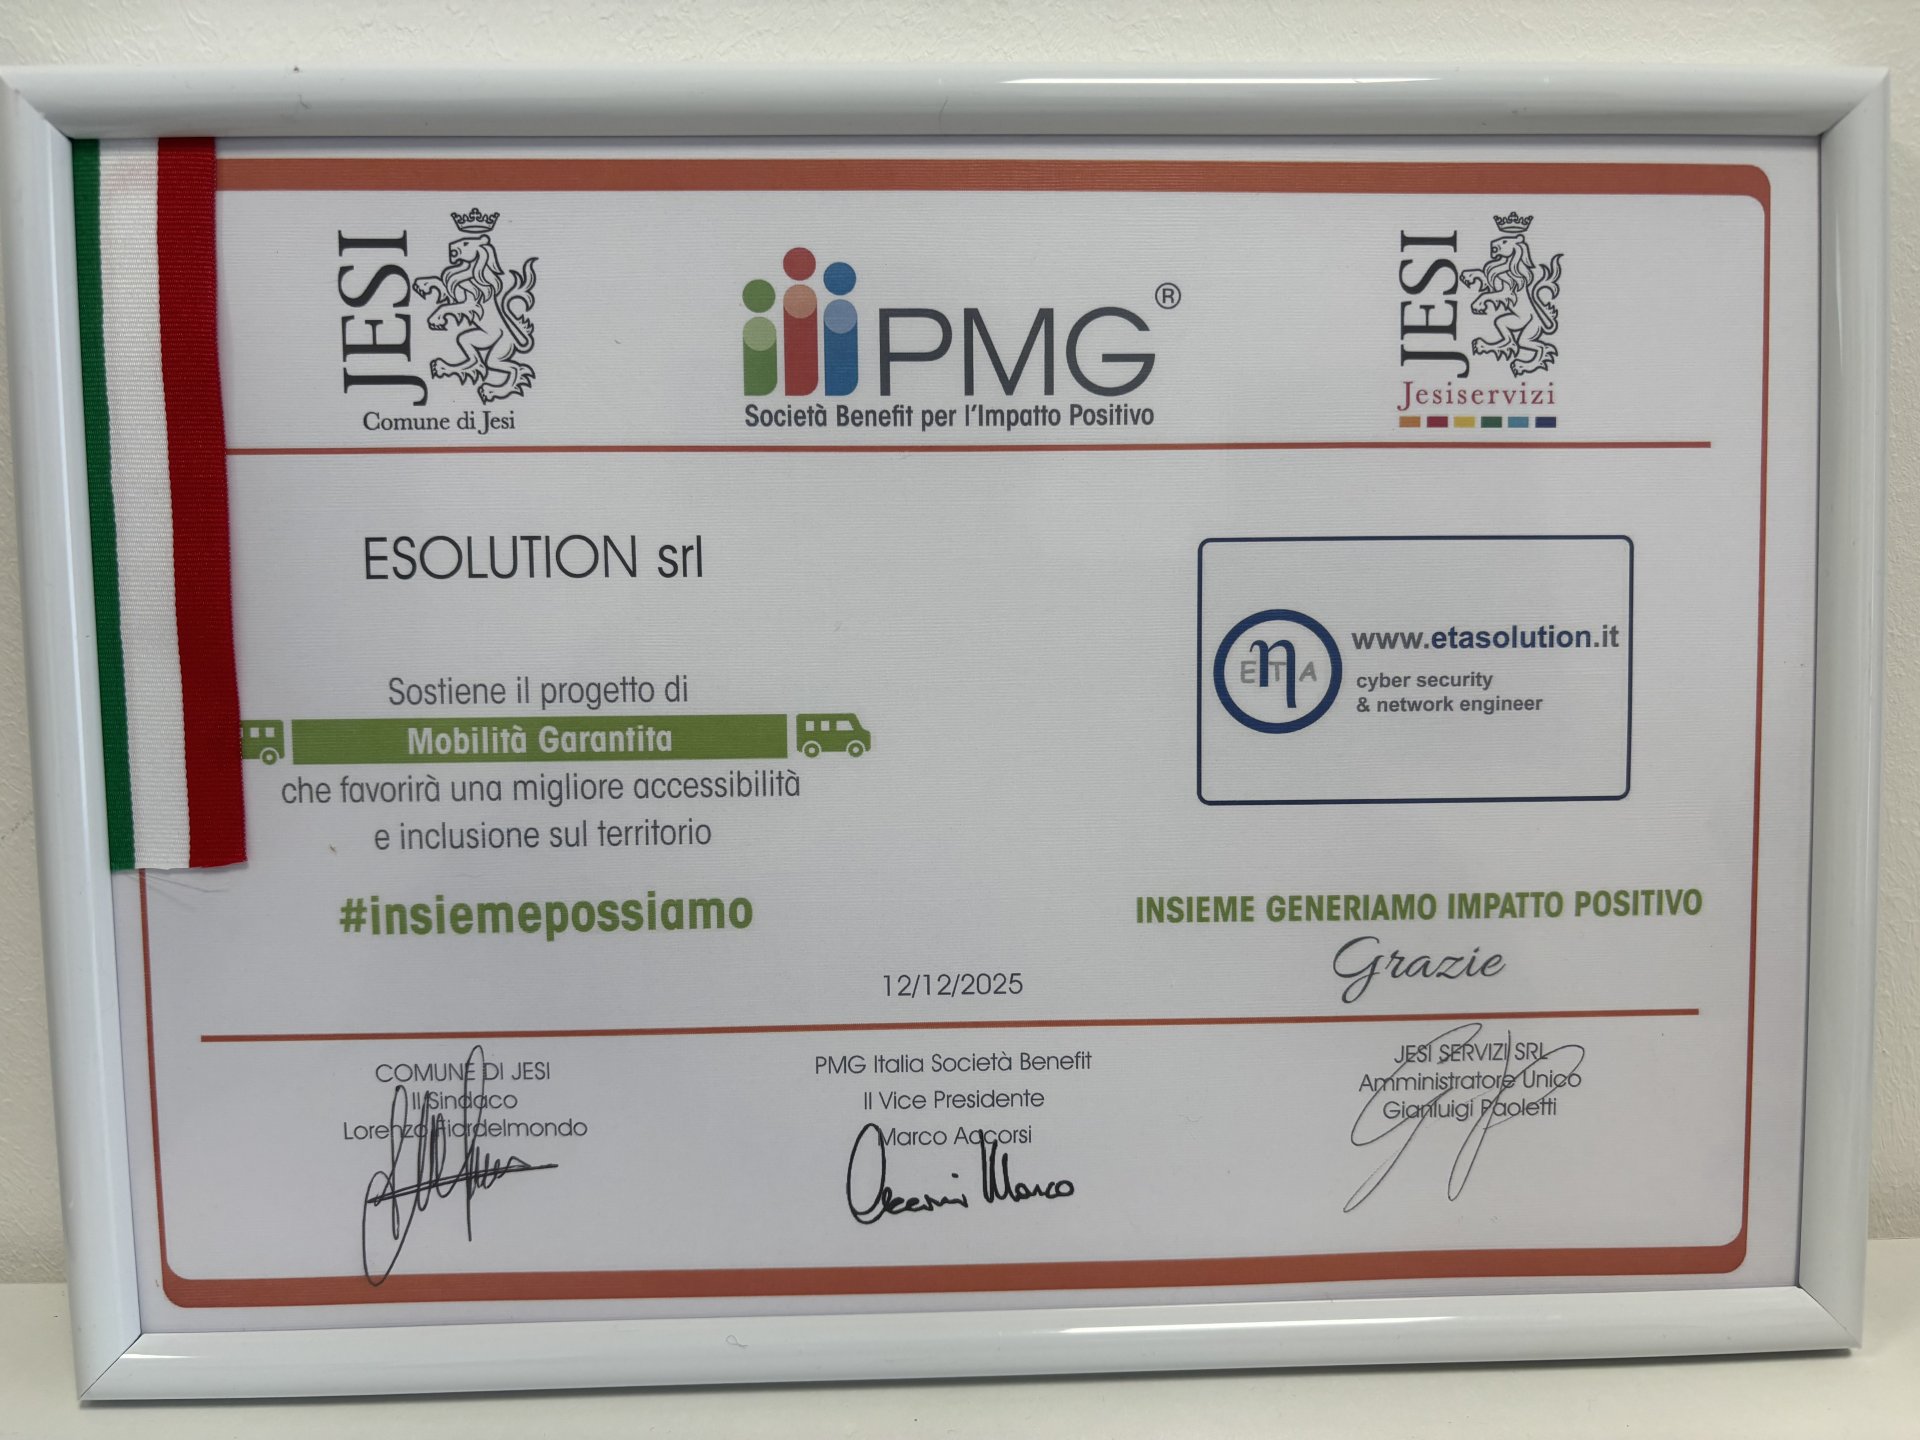 JESI
Comune di Jesi
PMG®
Società Benefit per l'Impatto Positivo
JESI
Jesiservizi
ESOLUTION srl
Sostiene il progetto di
Mobilità Garantita
che favorirà una migliore accessibilità
e inclusione sul territorio
#insiemepossiamo
η
ETA
www.etasolution.it
cyber security
& network engineer
INSIEME GENERIAMO IMPATTO POSITIVO
Grazie
12/12/2025
COMUNE DI JESI
Il Sindaco
Lorenzo Fiordelmondo
PMG Italia Società Benefit
Il Vice Presidente
Marco Accorsi
Accorsi Marco
JESI SERVIZI SRL
Amministratore Unico
Gianluigi Paoletti